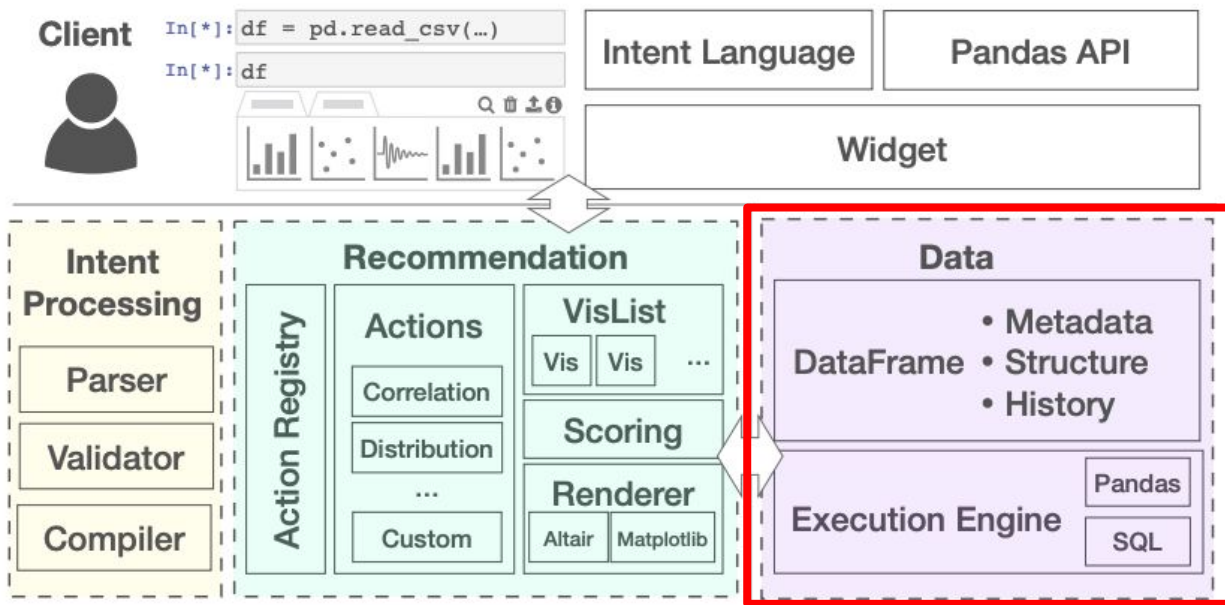 Client
In[*]: df = pd.read_csv(…)
In[*]: df
Intent Language
Pandas API
Widget
Intent
Processing
Parser
Validator
Compiler
Recommendation
Action Registry
Actions
Correlation
Distribution
...
Custom
VisList
Vis
Vis
...
Scoring
Renderer
Altair
Matplotlib
Data
DataFrame
• Metadata
• Structure
• History
Execution Engine
Pandas
SQL